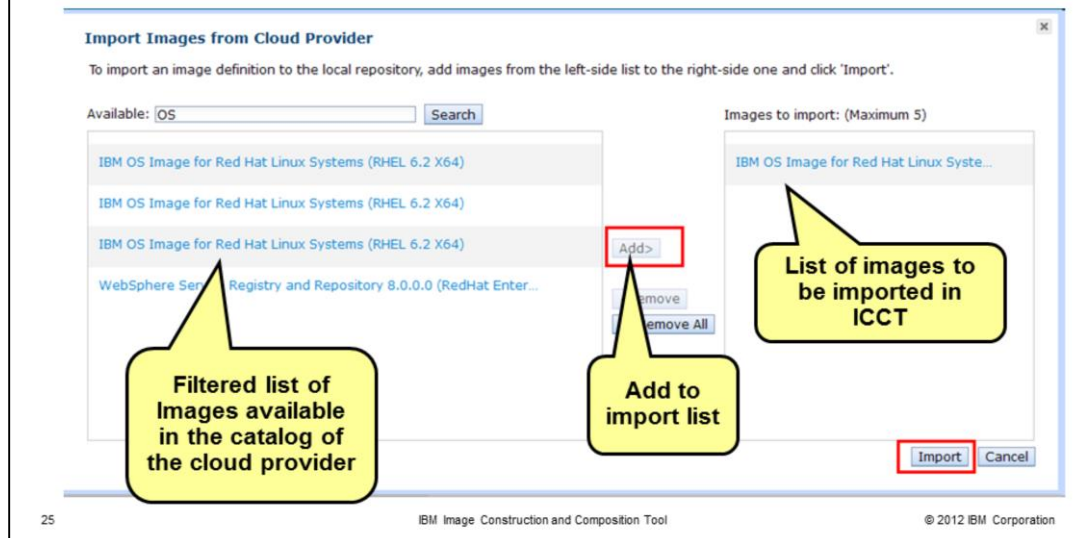 Import Images from Cloud Provider
To import an image definition to the local repository, add images from the left-side list to the right-side one and click 'Import'.
Available: OS Search
Images to import: (Maximum 5)
IBM OS Image for Red Hat Linux Systems (RHEL 6.2 X64)
IBM OS Image for Red Hat Linux Systems (RHEL 6.2 X64)
IBM OS Image for Red Hat Linux Systems (RHEL 6.2 X64)
WebSphere Registry and Repository 8.0.0.0 (RedHat Enter...
Add>
Remove All
IBM OS Image for Red Hat Linux Syste...
Filtered list of
Images available
in the catalog of
the cloud provider
Add to
import list
List of images to
be imported in
ICCT
Import Cancel
25
IBM Image Construction and Composition Tool
© 2012 IBM Corporation